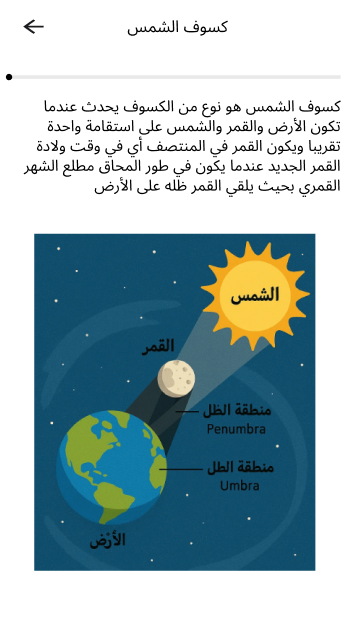 كسوف الشمس
كسوف الشمس هو نوع من الكسوف يحدث عندما
تكون الأرض والقمر والشمس على استقامة واحدة
تقريبا ويكون القمر في المنتصف أي في وقت ولادة
القمر الجديد عندما يكون في طور المحاق مطلع الشهر
القمري بحيث يلقي القمر ظله على الأرض
الشمس
القمر
منطقة الظل
Penumbra
منطقة الطل
Umbra
الأرْض